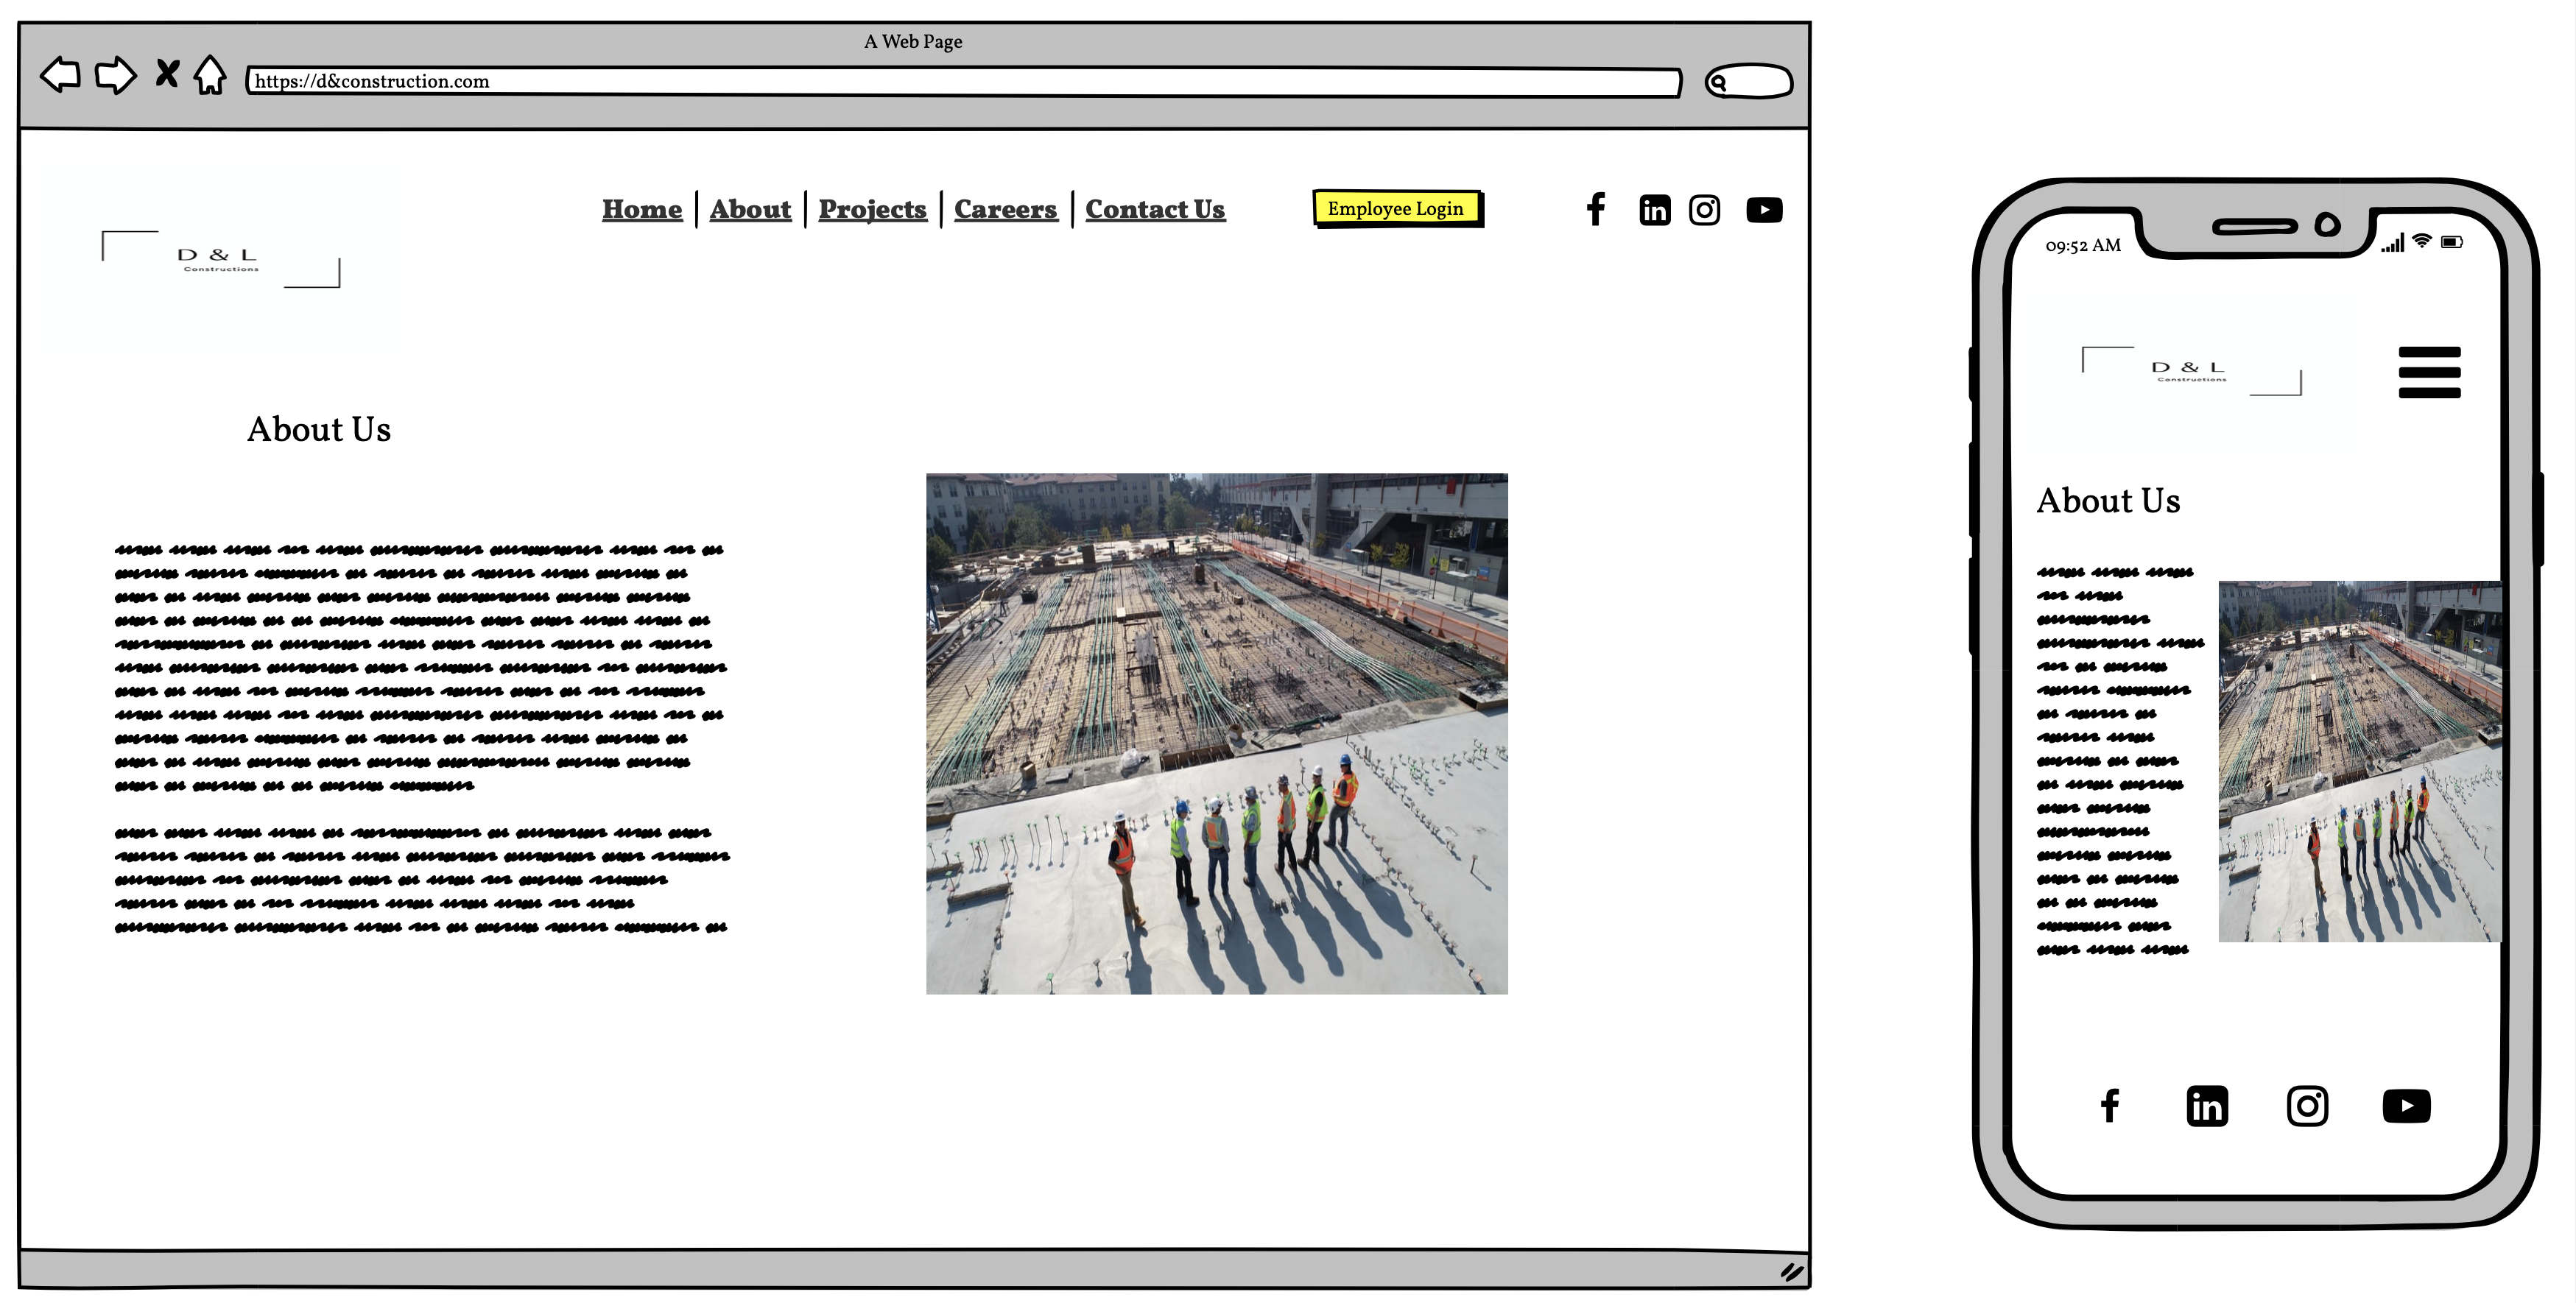 A Web Page
https://d&construction.com
Home | About | Projects | Careers | Contact Us
Employee Login
D & L
Constructions
About Us
09:52 AM
D & L
Constructions
About Us